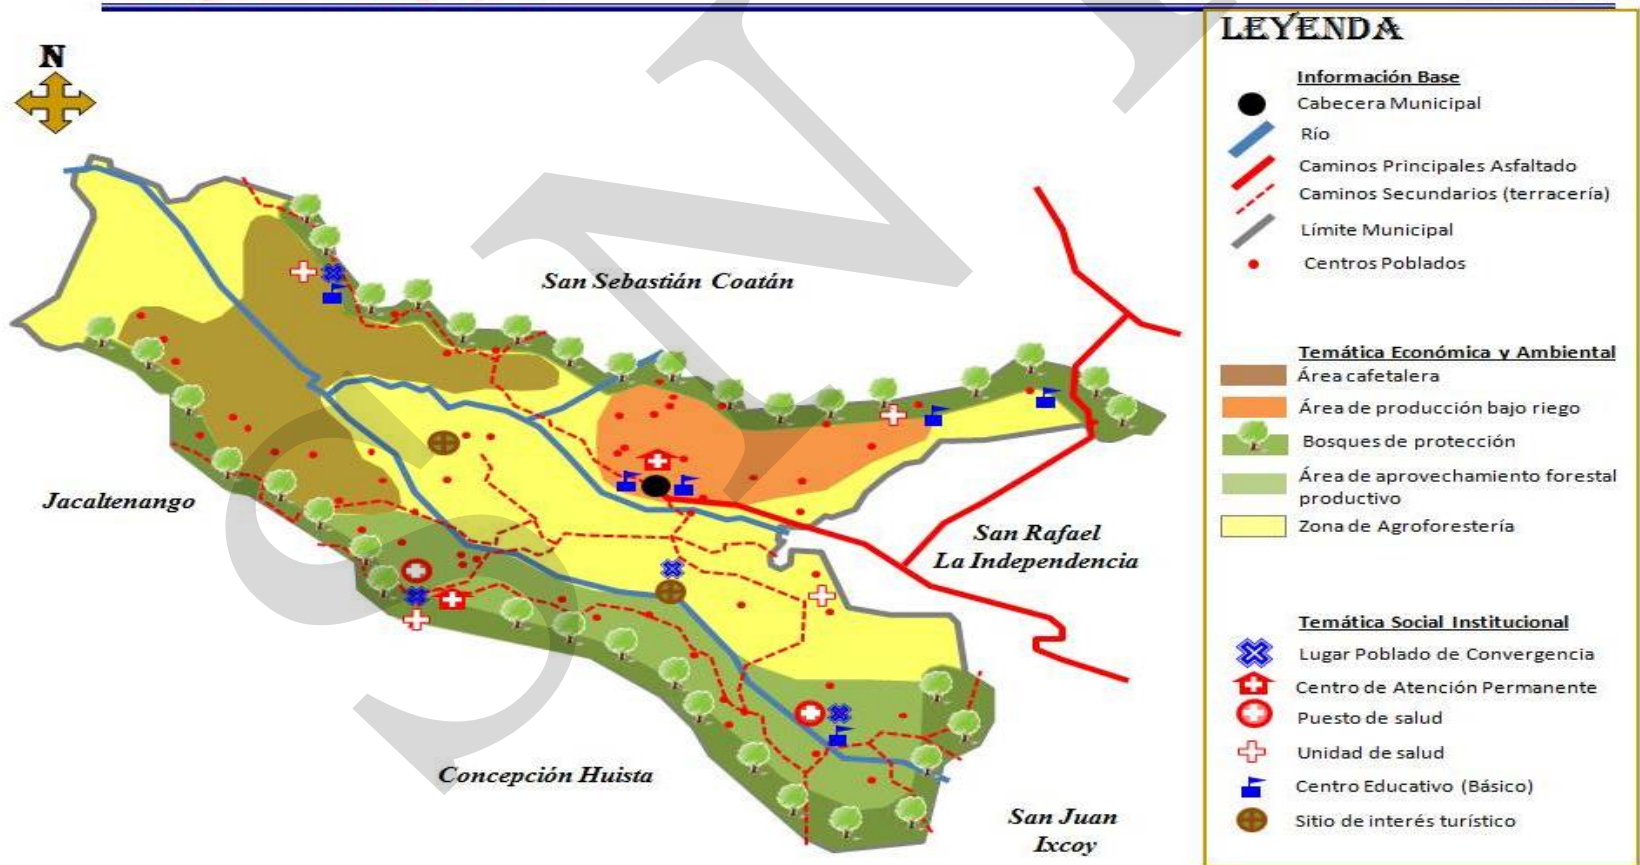 N
San Sebastián Coatán
Jacaltenango
San Rafael
La Independencia
Concepción Huista
San Juan
Ixcoy
LEYENDA
Información Base
Cabecera Municipal
Río
Caminos Principales Asfaltado
Caminos Secundarios (terracería)
Límite Municipal
Centros Poblados
Temática Económica y Ambiental
Área cafetalera
Área de producción bajo riego
Bosques de protección
Área de aprovechamiento forestal
productivo
Zona de Agroforestería
Temática Social Institucional
Lugar Poblado de Convergencia
Centro de Atención Permanente
Puesto de salud
Unidad de salud
Centro Educativo (Básico)
Sitio de interés turístico